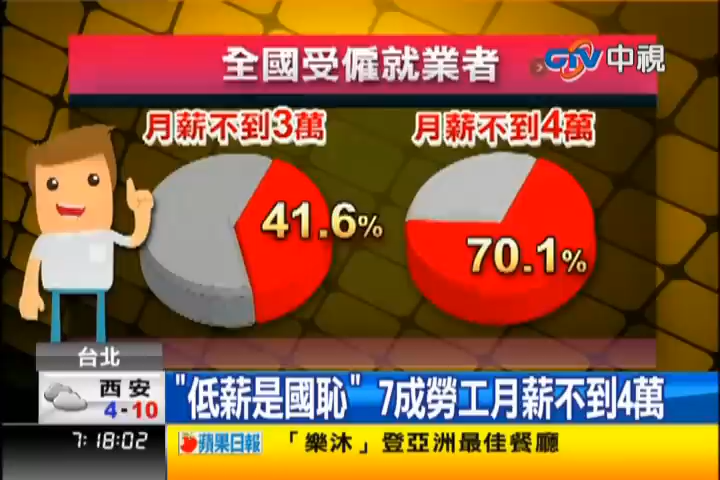 全國受僱就業者
CTV中視
月薪不到3萬
月薪不到4萬
41.6%
70.1%
台北
西安
4-10
"低薪是國恥" 7成勞工月薪不到4萬
7:18:02
蘋果日報
「樂沐」登亞洲最佳餐廳